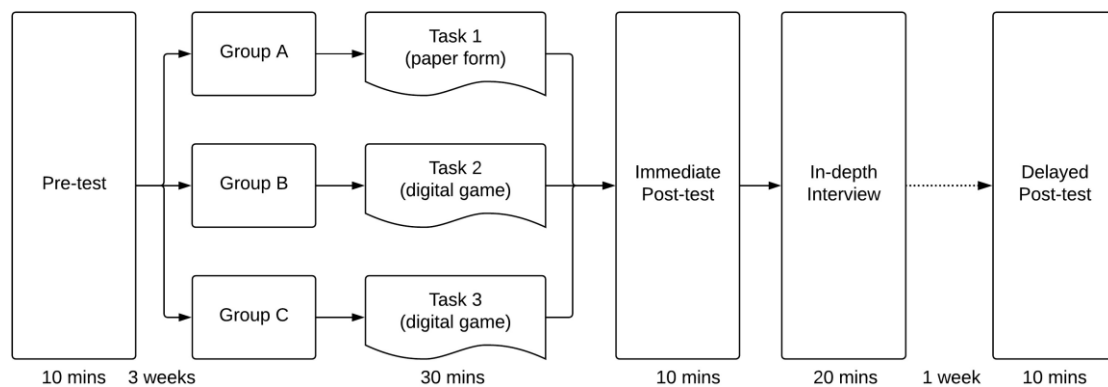 Pre-test
Group A
Task 1
(paper form)
Group B
Task 2
(digital game)
Group C
Task 3
(digital game)
Immediate
Post-test
In-depth
Interview
Delayed
Post-test
10 mins
3 weeks
30 mins
10 mins
20 mins
1 week
10 mins